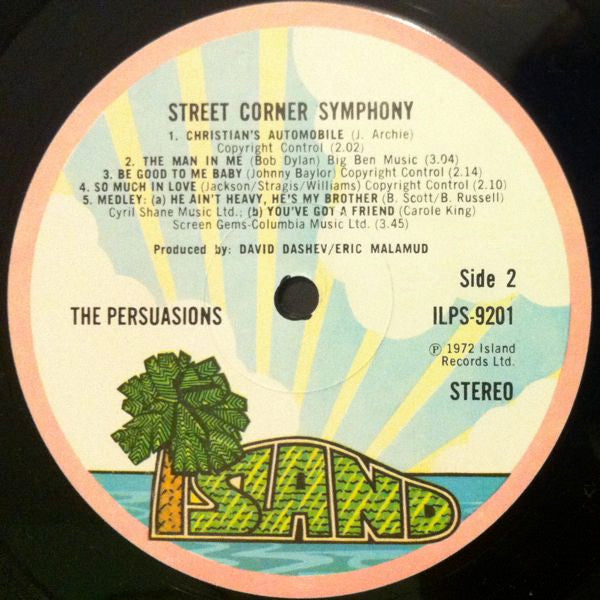 STREET CORNER SYMPHONY
1. CHRISTIAN'S AUTOMOBILE (J. Archie)
Copyright Control (2.02)
2. THE MAN IN ME (Bob Dylan) Big Ben Music (3.04)
3. BE GOOD TO ME BABY (Johnny Baylor) Copyright Control (2.14)
4. SO MUCH IN LOVE (Jackson/Stragis/Williams) Copyright Control (2.10)
5. MEDLEY: (a) HE AIN'T HEAVY, HE'S MY BROTHER (B. Scott/B. Russell)
Cyril Shane Music Ltd.; (b) YOU'VE GOT A FRIEND (Carole King)
Screen Gems-Columbia Music Ltd. (3.45)
Produced by: DAVID DASHEV/ERIC MALAMUD
Side 2
THE PERSUASIONS
ILPS-9201
℗ 1972 Island
Records Ltd.
STEREO
ISLAND